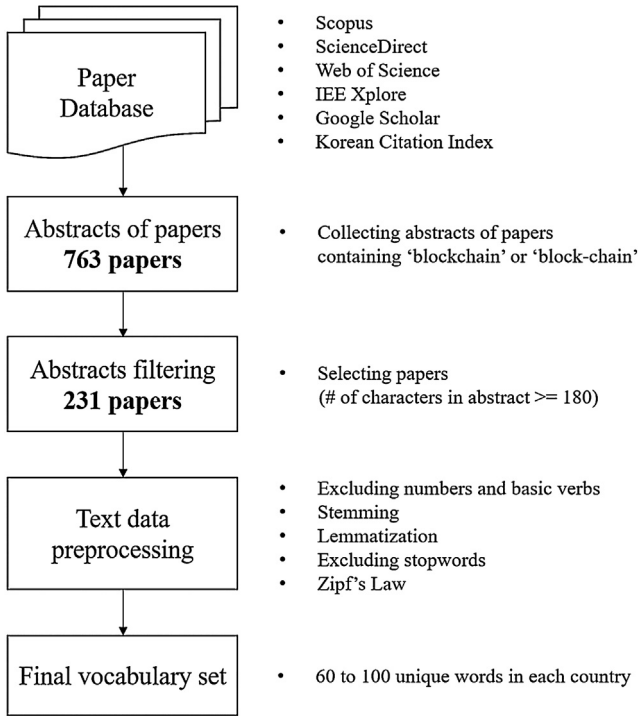 Paper
Database
• Scopus
• ScienceDirect
• Web of Science
• IEE Xplore
• Google Scholar
• Korean Citation Index
Abstracts of papers
763 papers
• Collecting abstracts of papers
containing ‘blockchain’ or ‘block-chain’
Abstracts filtering
231 papers
• Selecting papers
(# of characters in abstract >= 180)
Text data
preprocessing
• Excluding numbers and basic verbs
• Stemming
• Lemmatization
• Excluding stopwords
• Zipf’s Law
Final vocabulary set
• 60 to 100 unique words in each country